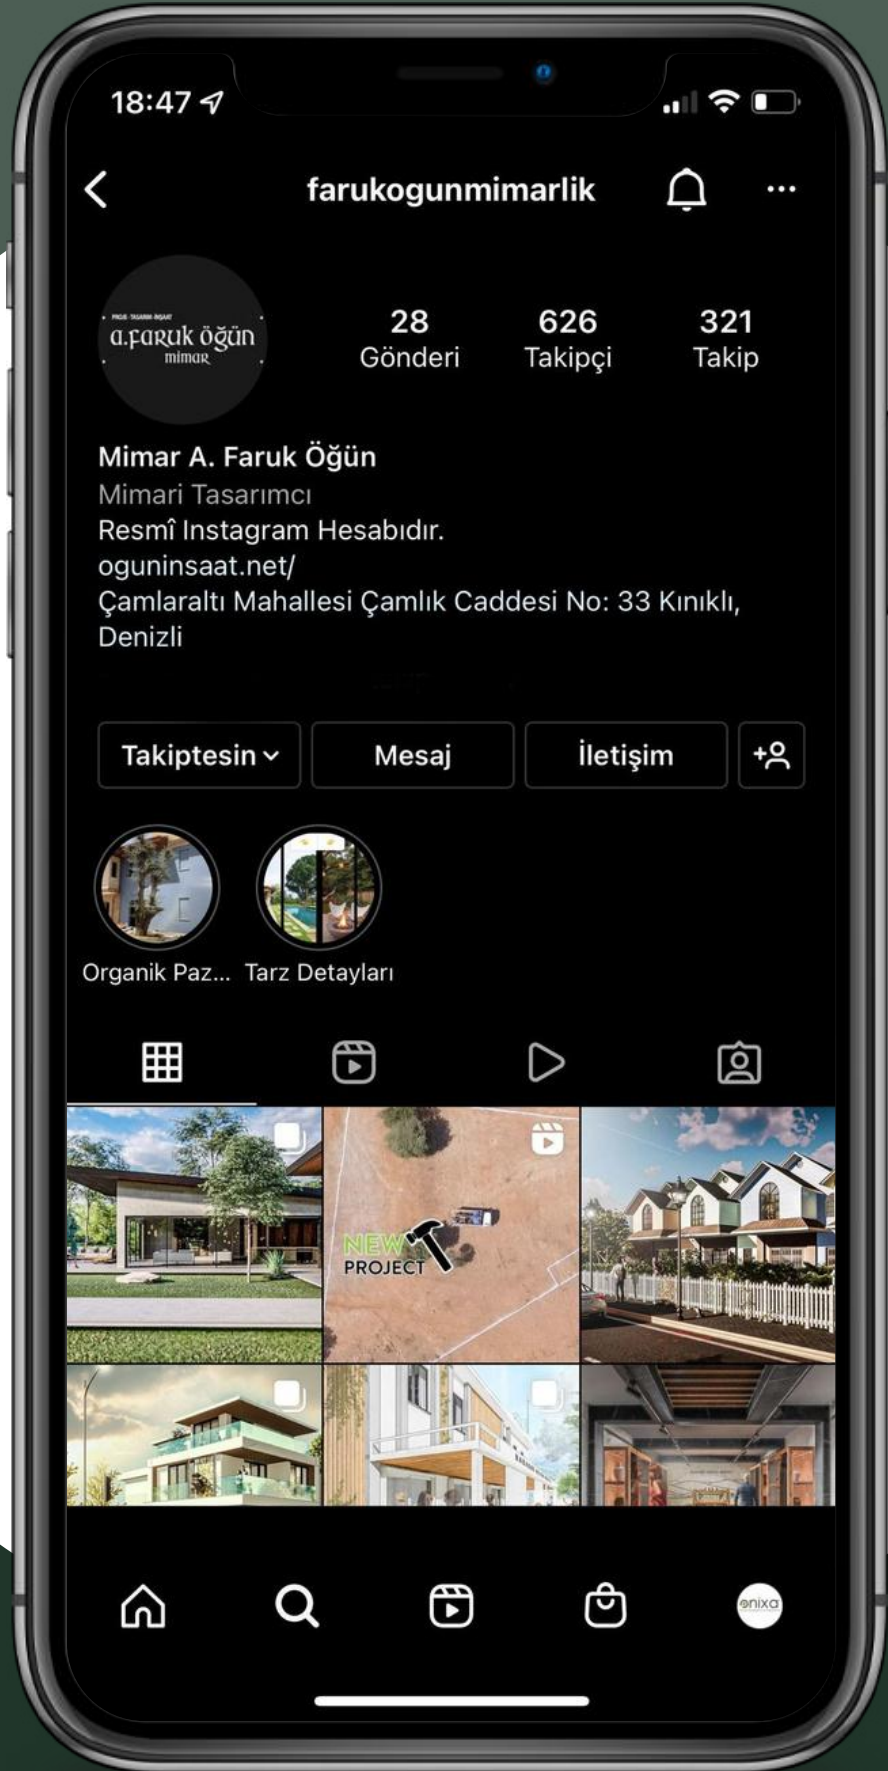 18:47
farukogunmimarlik
PROJE - TASARIM - İNŞAAT
a.faruk öğün
mimar
28
626
321
Gönderi
Takipçi
Takip
Mimar A. Faruk Öğün
Mimari Tasarımcı
Resmî Instagram Hesabıdır.
oguninsaat.net/
Çamlaraltı Mahallesi Çamlık Caddesi No: 33 Kınıklı,
Denizli
Takiptesin
Mesaj
İletişim
Organik Paz...
Tarz Detayları
NEW
PROJECT
onixa